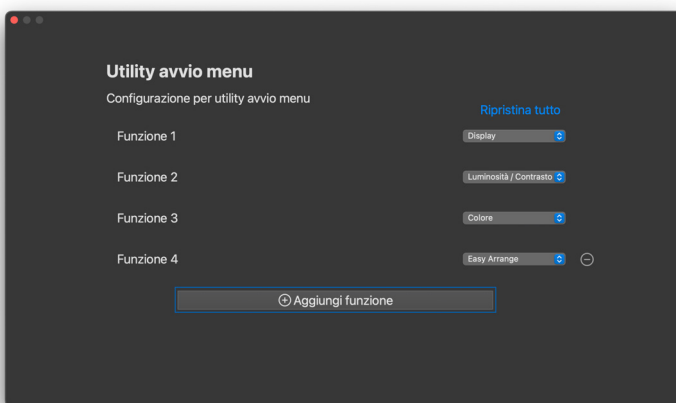 Utility avvio menu
Configurazione per utility avvio menu
Ripristina tutto
Funzione 1 Display
Funzione 2 Luminosità / Contrasto
Funzione 3 Colore
Funzione 4 Easy Arrange
Aggiungi funzione